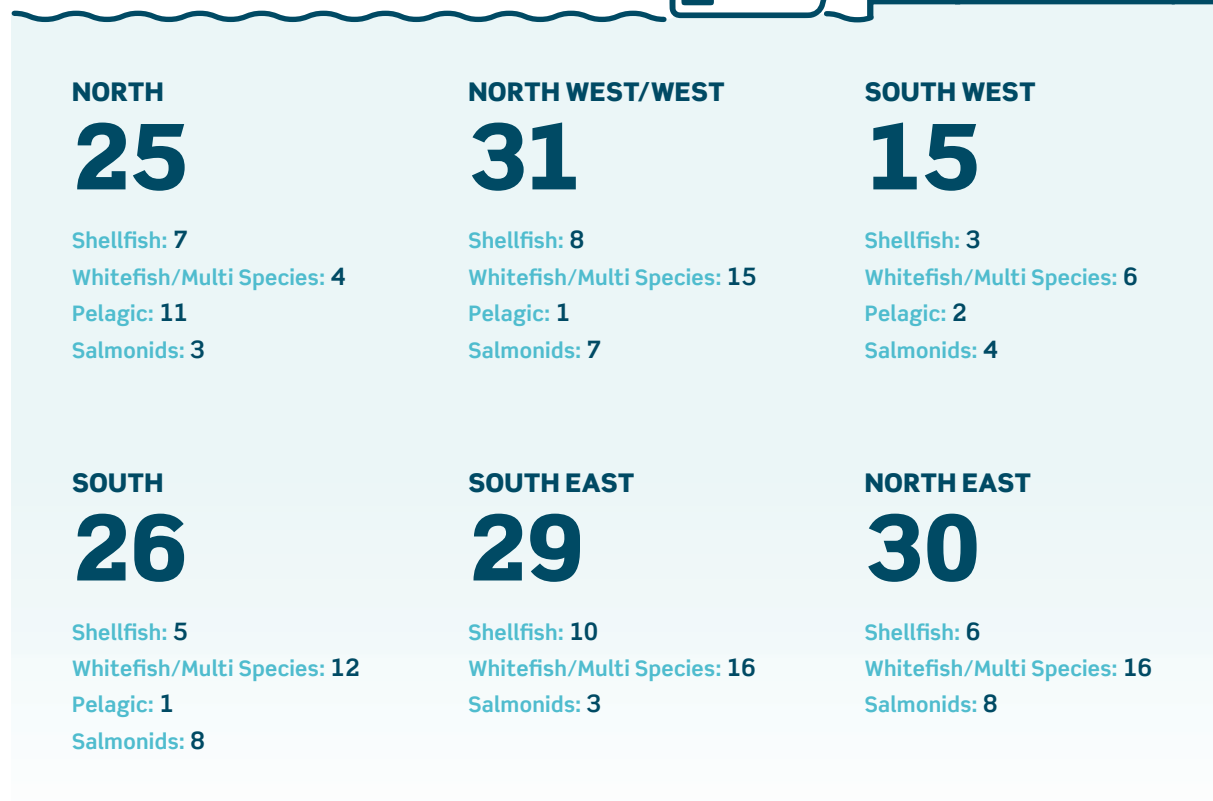 NORTH
25
Shellfish: 7
Whitefish/Multi Species: 4
Pelagic: 11
Salmonids: 3
NORTH WEST/WEST
31
Shellfish: 8
Whitefish/Multi Species: 15
Pelagic: 1
Salmonids: 7
SOUTH WEST
15
Shellfish: 3
Whitefish/Multi Species: 6
Pelagic: 2
Salmonids: 4
SOUTH
26
Shellfish: 5
Whitefish/Multi Species: 12
Pelagic: 1
Salmonids: 8
SOUTH EAST
29
Shellfish: 10
Whitefish/Multi Species: 16
Salmonids: 3
NORTH EAST
30
Shellfish: 6
Whitefish/Multi Species: 16
Salmonids: 8